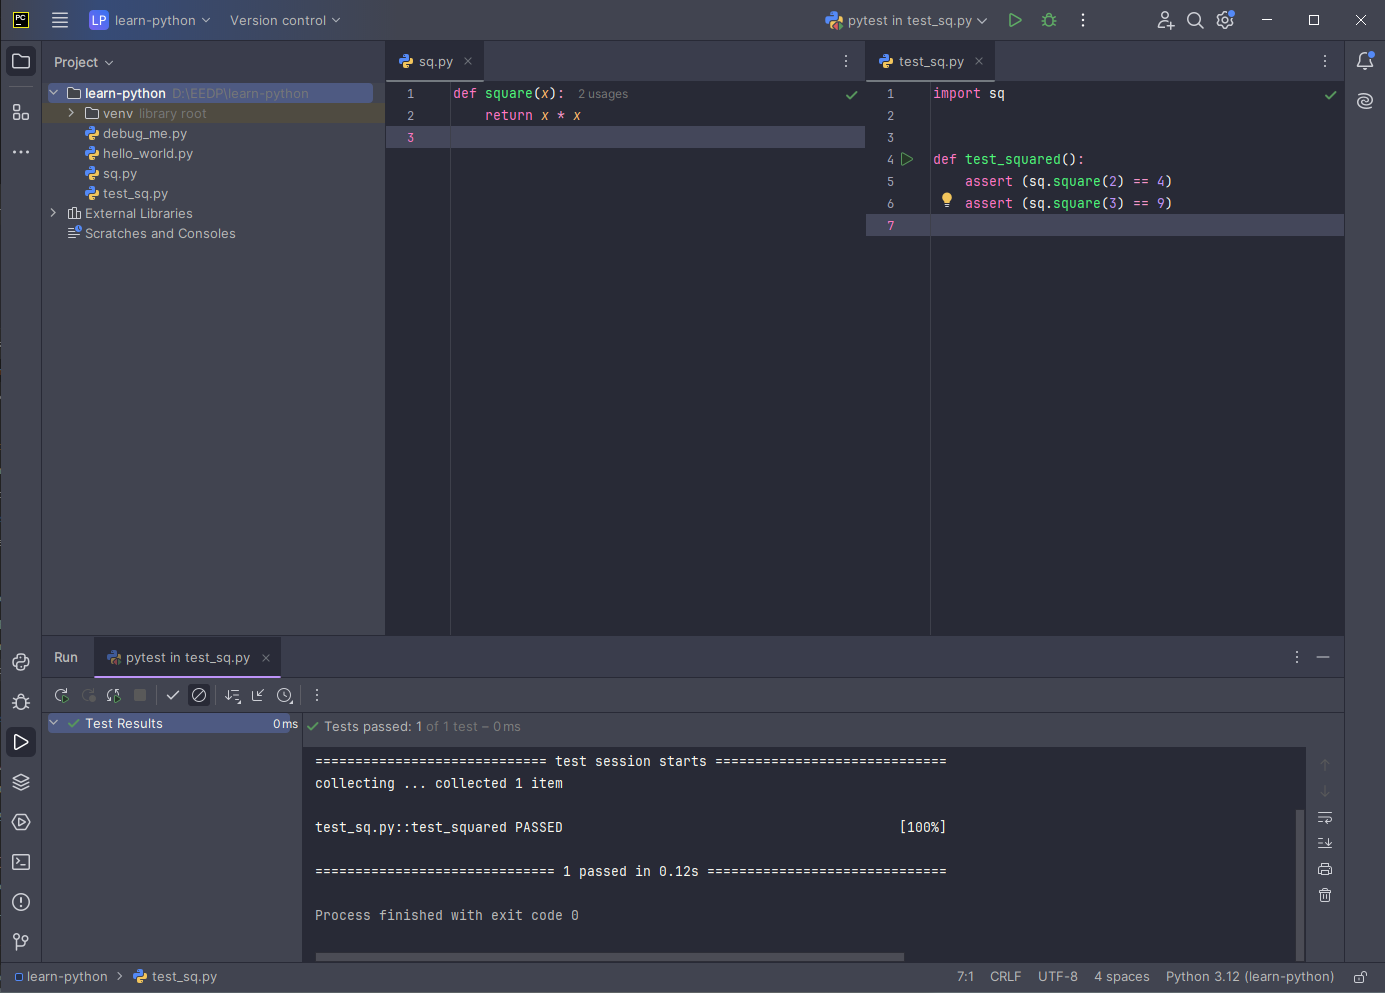 PC
LP learn-python Version control pytest in test_sq.py
Project
learn-python D:\EEDP\learn-python
venv library root
debug_me.py
hello_world.py
sq.py
test_sq.py
External Libraries
Scratches and Consoles
sq.py
1 def square(x): 2 usages
2 return x * x
3
test_sq.py
1 import sq
2
3
4 def test_squared():
5 assert (sq.square(2) == 4)
6 assert (sq.square(3) == 9)
7
Run pytest in test_sq.py
Test Results 0 ms
Tests passed: 1 of 1 test – 0 ms
============================= test session starts =============================
collecting ... collected 1 item
test_sq.py::test_squared PASSED [100%]
============================== 1 passed in 0.12s ==============================
Process finished with exit code 0
learn-python test_sq.py 7:1 CRLF UTF-8 4 spaces Python 3.12 (learn-python)